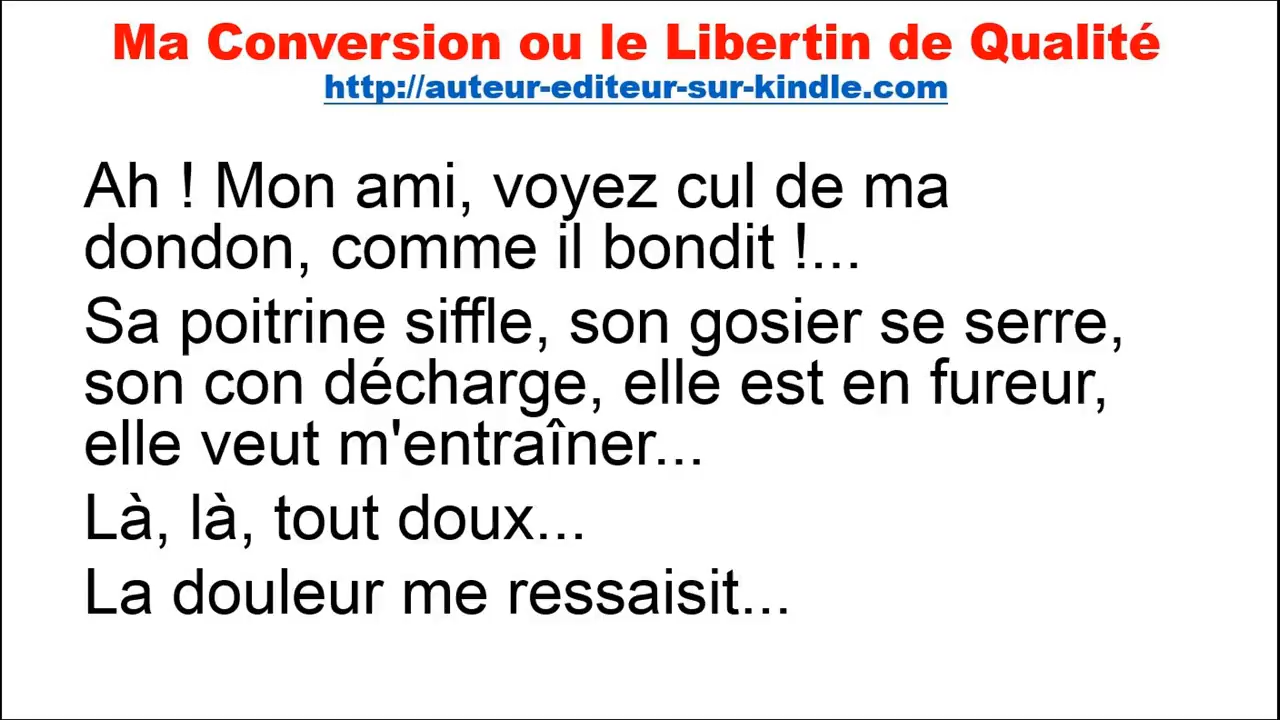 Ma Conversion ou le Libertin de Qualité
http://auteur-editeur-sur-kindle.com
Ah ! Mon ami, voyez cul de ma
dondon, comme il bondit !...
Sa poitrine siffle, son gosier se serre,
son con décharge, elle est en fureur,
elle veut m'entraîner...
Là, là, tout doux...
La douleur me ressaisit...